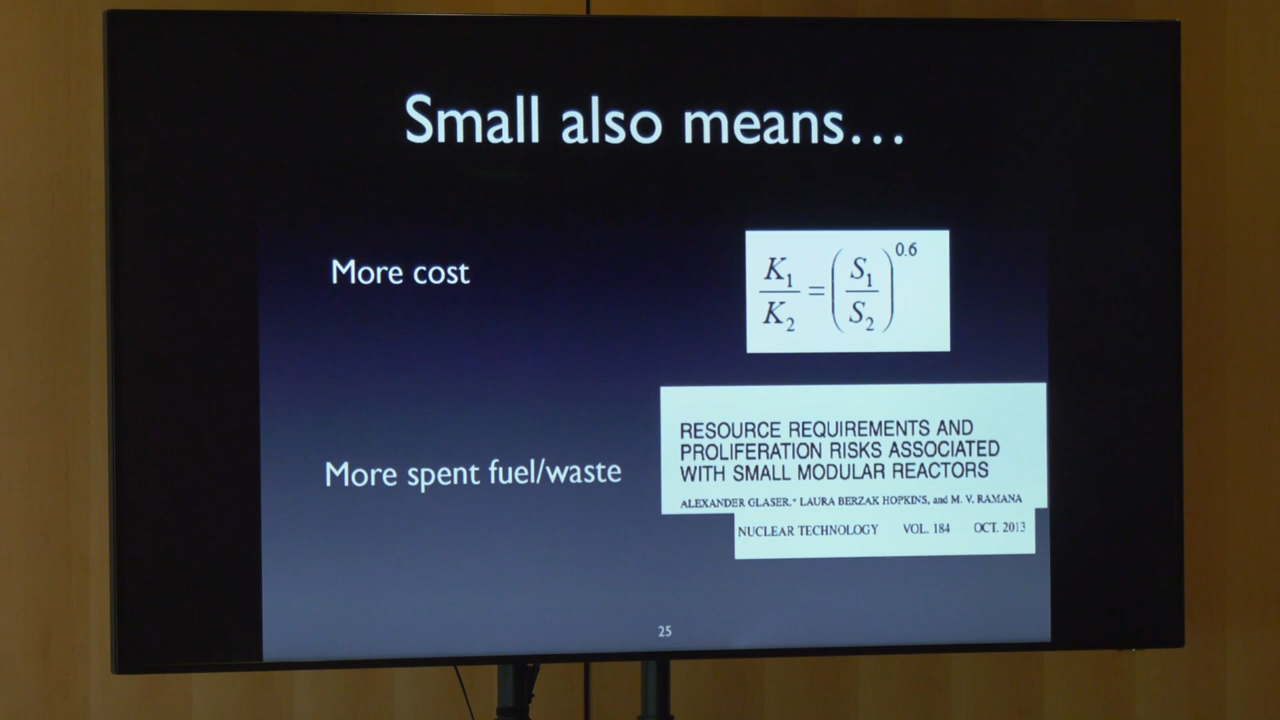 Small also means…
More cost
K₁/K₂ = (S₁/S₂)^0.6
More spent fuel/waste
RESOURCE REQUIREMENTS AND
PROLIFERATION RISKS ASSOCIATED
WITH SMALL MODULAR REACTORS
ALEXANDER GLASER,* LAURA BERZAK HOPKINS, and M. V. RAMANA
NUCLEAR TECHNOLOGY VOL. 184 OCT. 2013
25